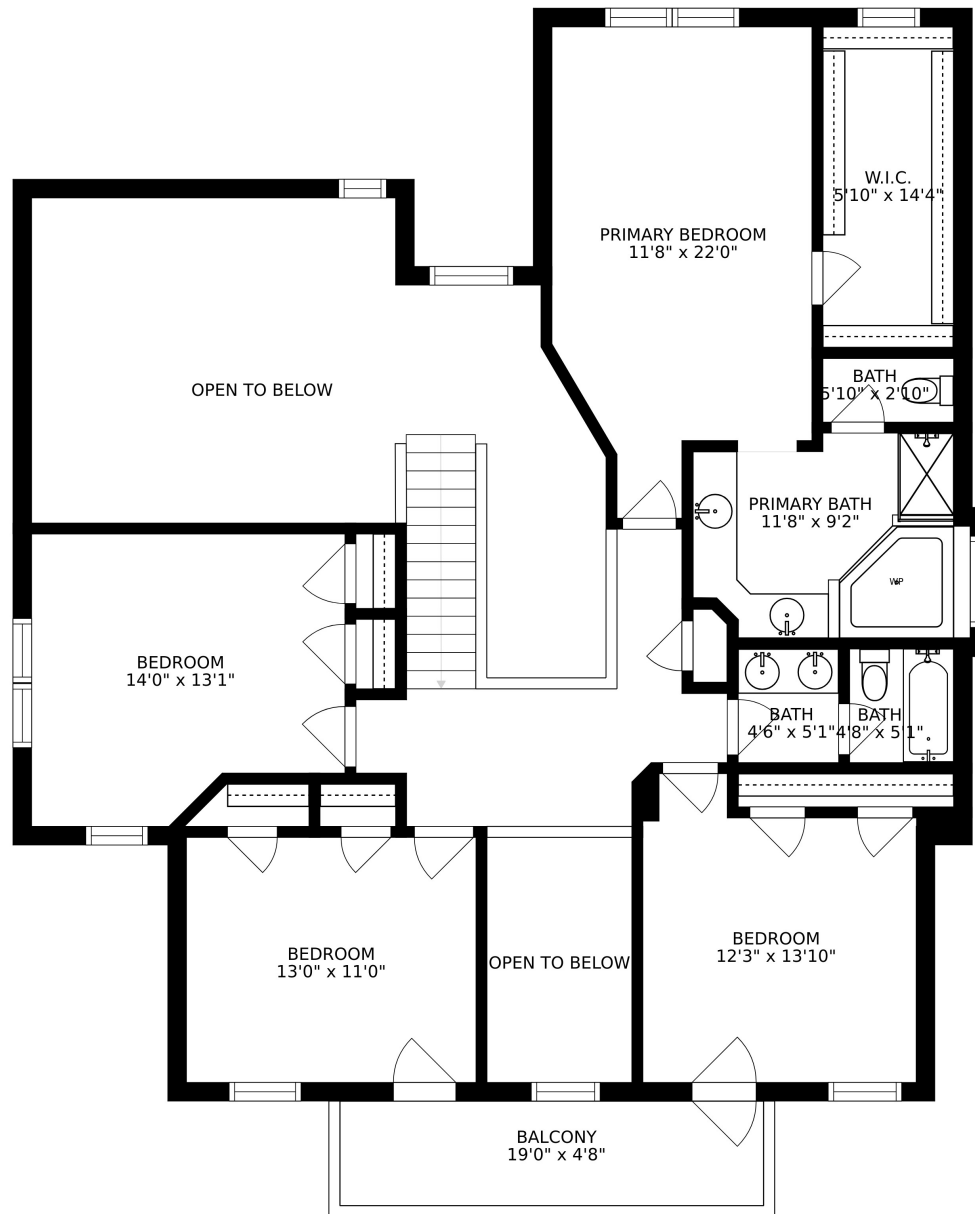 W.I.C.
5'10" x 14'4"
PRIMARY BEDROOM
11'8" x 22'0"
BATH
5'10" x 2'10"
OPEN TO BELOW
PRIMARY BATH
11'8" x 9'2"
WP
BEDROOM
14'0" x 13'1"
BATH
4'6" x 5'1"
BATH
4'8" x 5'1"
BEDROOM
13'0" x 11'0"
OPEN TO BELOW
BEDROOM
12'3" x 13'10"
BALCONY
19'0" x 4'8"